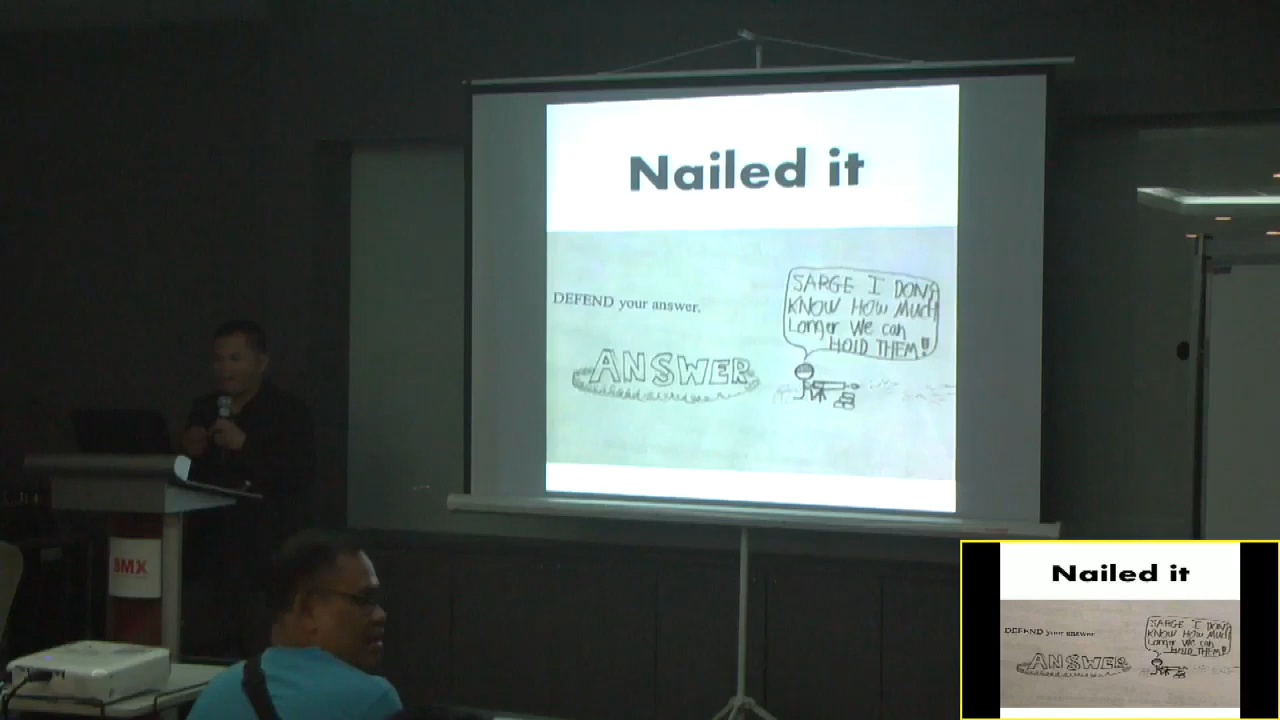 Nailed it
DEFEND your answer.
ANSWER
SARGE I DON'T
KNOW HOW MUCH
Longer We can
HOLD THEM!!
BMX
Nailed it
DEFEND your answer.
ANSWER
SARGE I DON'T
KNOW HOW MUCH
Longer We can
HOLD THEM!!